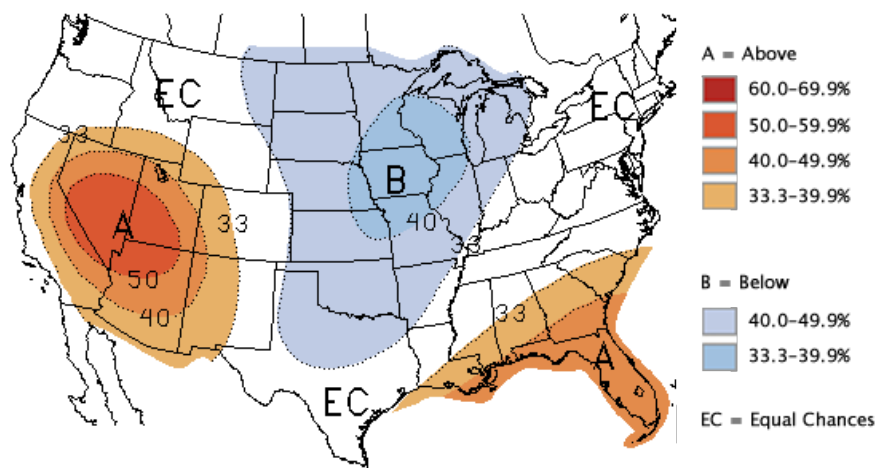 EC
EC
33
A
33
50
40
B
40
33
33
A
EC
A = Above
60.0-69.9%
50.0-59.9%
40.0-49.9%
33.3-39.9%
B = Below
40.0-49.9%
33.3-39.9%
EC = Equal Chances